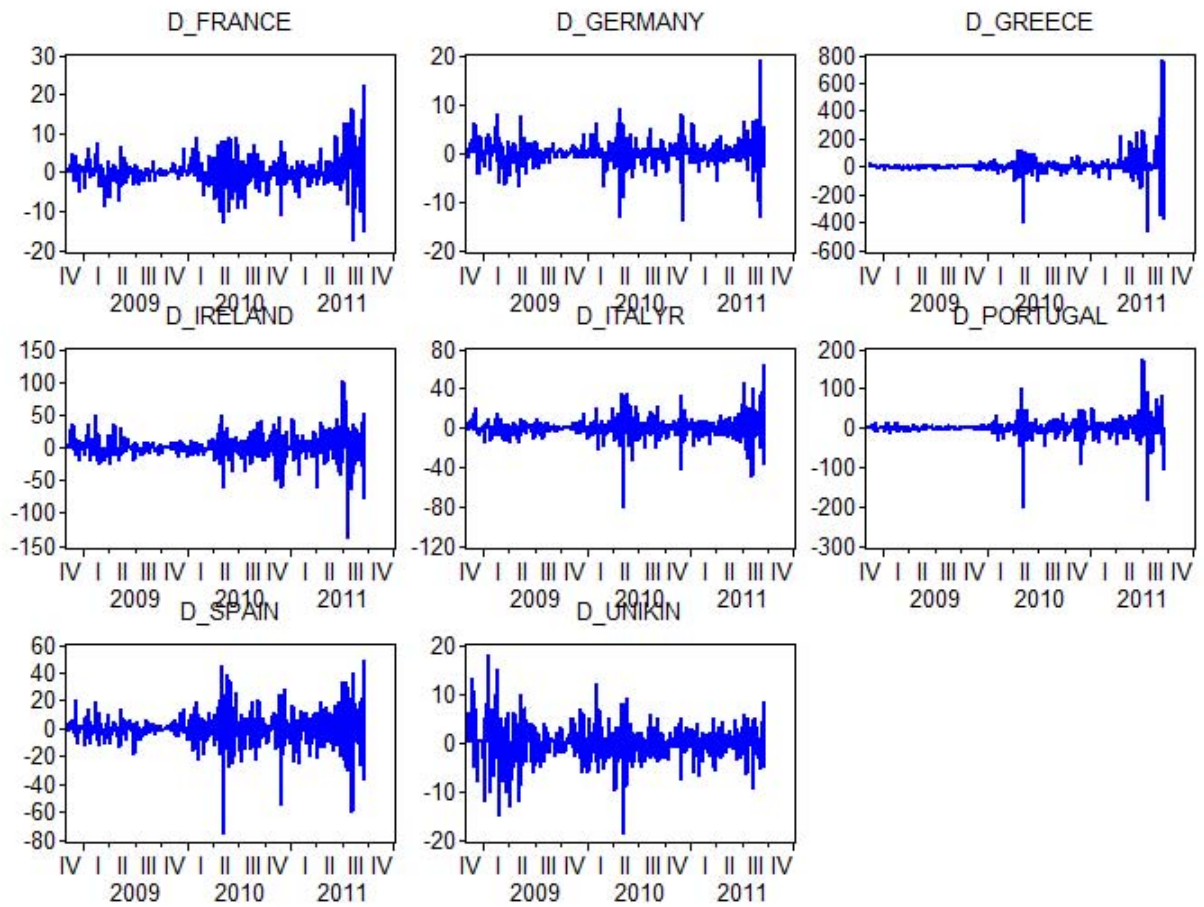 D_FRANCE D_GERMANY D_GREECE
30 20 800
20 600
10 10 400
0 0 200
-10 -10 0
-20 -20 -200
-400
-600
IV I II III IV I II III IV I II III IV IV I II III IV I II III IV I II III IV IV I II III IV I II III IV I II III IV
2009 2010 2011 2009 2010 2011 2009 2010 2011
D_IRELAND D_ITALYR D_PORTUGAL
150 80 200
100 40 100
50 0 0
0 -40 -100
-50 -80 -200
-100 -120 -300
-150
IV I II III IV I II III IV I II III IV IV I II III IV I II III IV I II III IV IV I II III IV I II III IV I II III IV
2009 2010 2011 2009 2010 2011 2009 2010 2011
D_SPAIN D_UNIKIN
60 20
40 10
20 0
0 -10
-20 -20
-40
-60
-80
IV I II III IV I II III IV I II III IV IV I II III IV I II III IV I II III IV
2009 2010 2011 2009 2010 2011